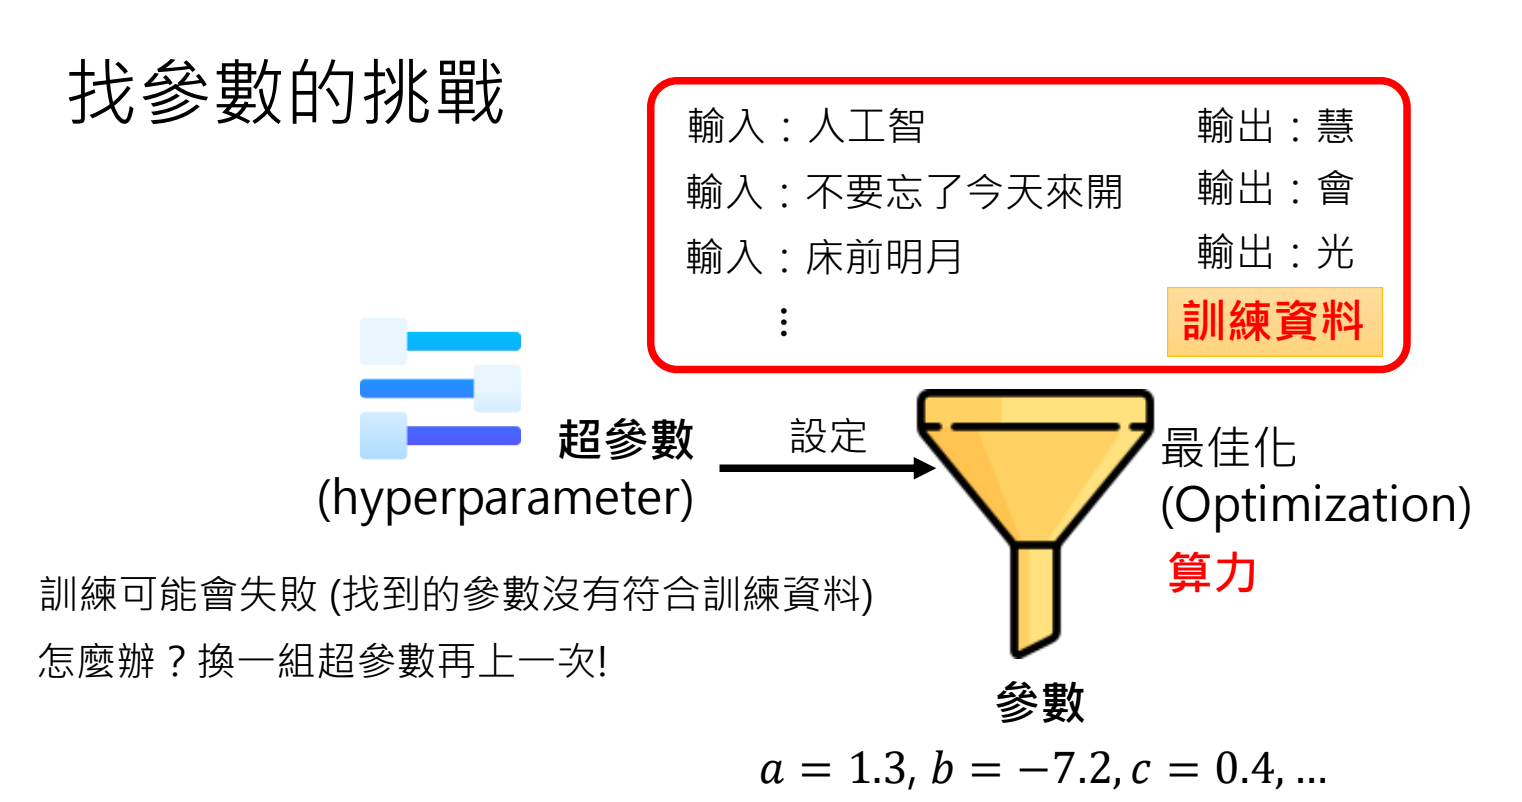 找參數的挑戰
輸入：人工智 輸出：慧
輸入：不要忘了今天來開 輸出：會
輸入：床前明月 輸出：光
⋮
訓練資料
超參數
(hyperparameter)
設定
最佳化
(Optimization)
算力
訓練可能會失敗 (找到的參數沒有符合訓練資料)
怎麼辦？換一組超參數再上一次!
參數
a = 1.3, b = −7.2, c = 0.4, …